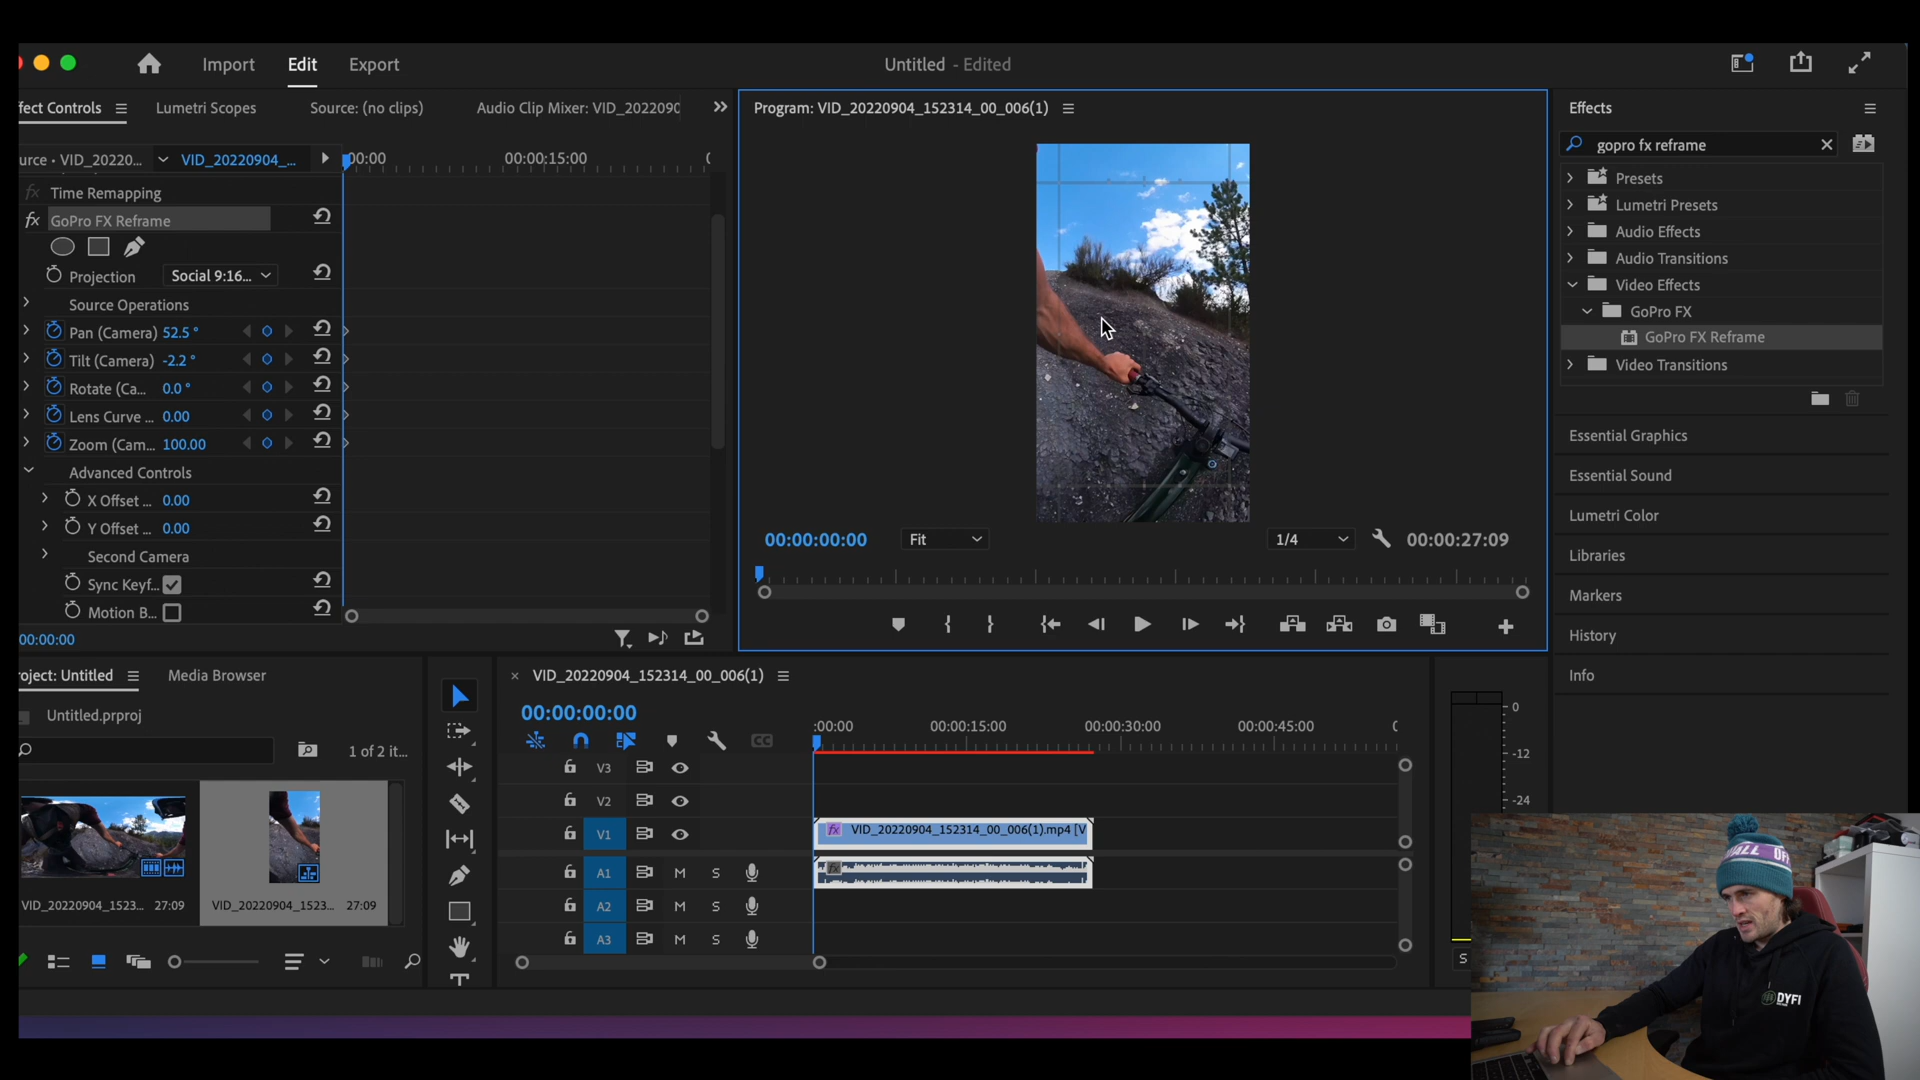 Import Edit Export Untitled - Edited
fect Controls Lumetri Scopes Source: (no clips) Audio Clip Mixer: VID_2022090
urce • VID_20220... VID_20220904_...
:00:00 00:00:15:00 0
Time Remapping
fx GoPro FX Reframe
Projection Social 9:16...
Source Operations
Pan (Camera) 52.5 °
Tilt (Camera) -2.2 °
Rotate (Ca... 0.0 °
Lens Curve ... 0.00
Zoom (Cam... 100.00
Advanced Controls
X Offset ... 0.00
Y Offset ... 0.00
Second Camera
Sync Keyf...
Motion B...
00:00:00
Program: VID_20220904_152314_00_006(1)
00:00:00:00 Fit 1/4 00:00:27:09
Effects
gopro fx reframe
Presets
Lumetri Presets
Audio Effects
Audio Transitions
Video Effects
GoPro FX
GoPro FX Reframe
Video Transitions
Essential Graphics
Essential Sound
Lumetri Color
Libraries
Markers
History
Info
roject: Untitled Media Browser
Untitled.prproj
1 of 2 it...
VID_20220904_1523... 27:09
VID_20220904_1523... 27:09
VID_20220904_152314_00_006(1)
00:00:00:00
:00:00 00:00:15:00 00:00:30:00 00:00:45:00 0
V3
V2
V1 fx VID_20220904_152314_00_006(1).mp4 [V
A1 M S fx
A2 M S
A3 M S
0
-12
-24
S
DYFI